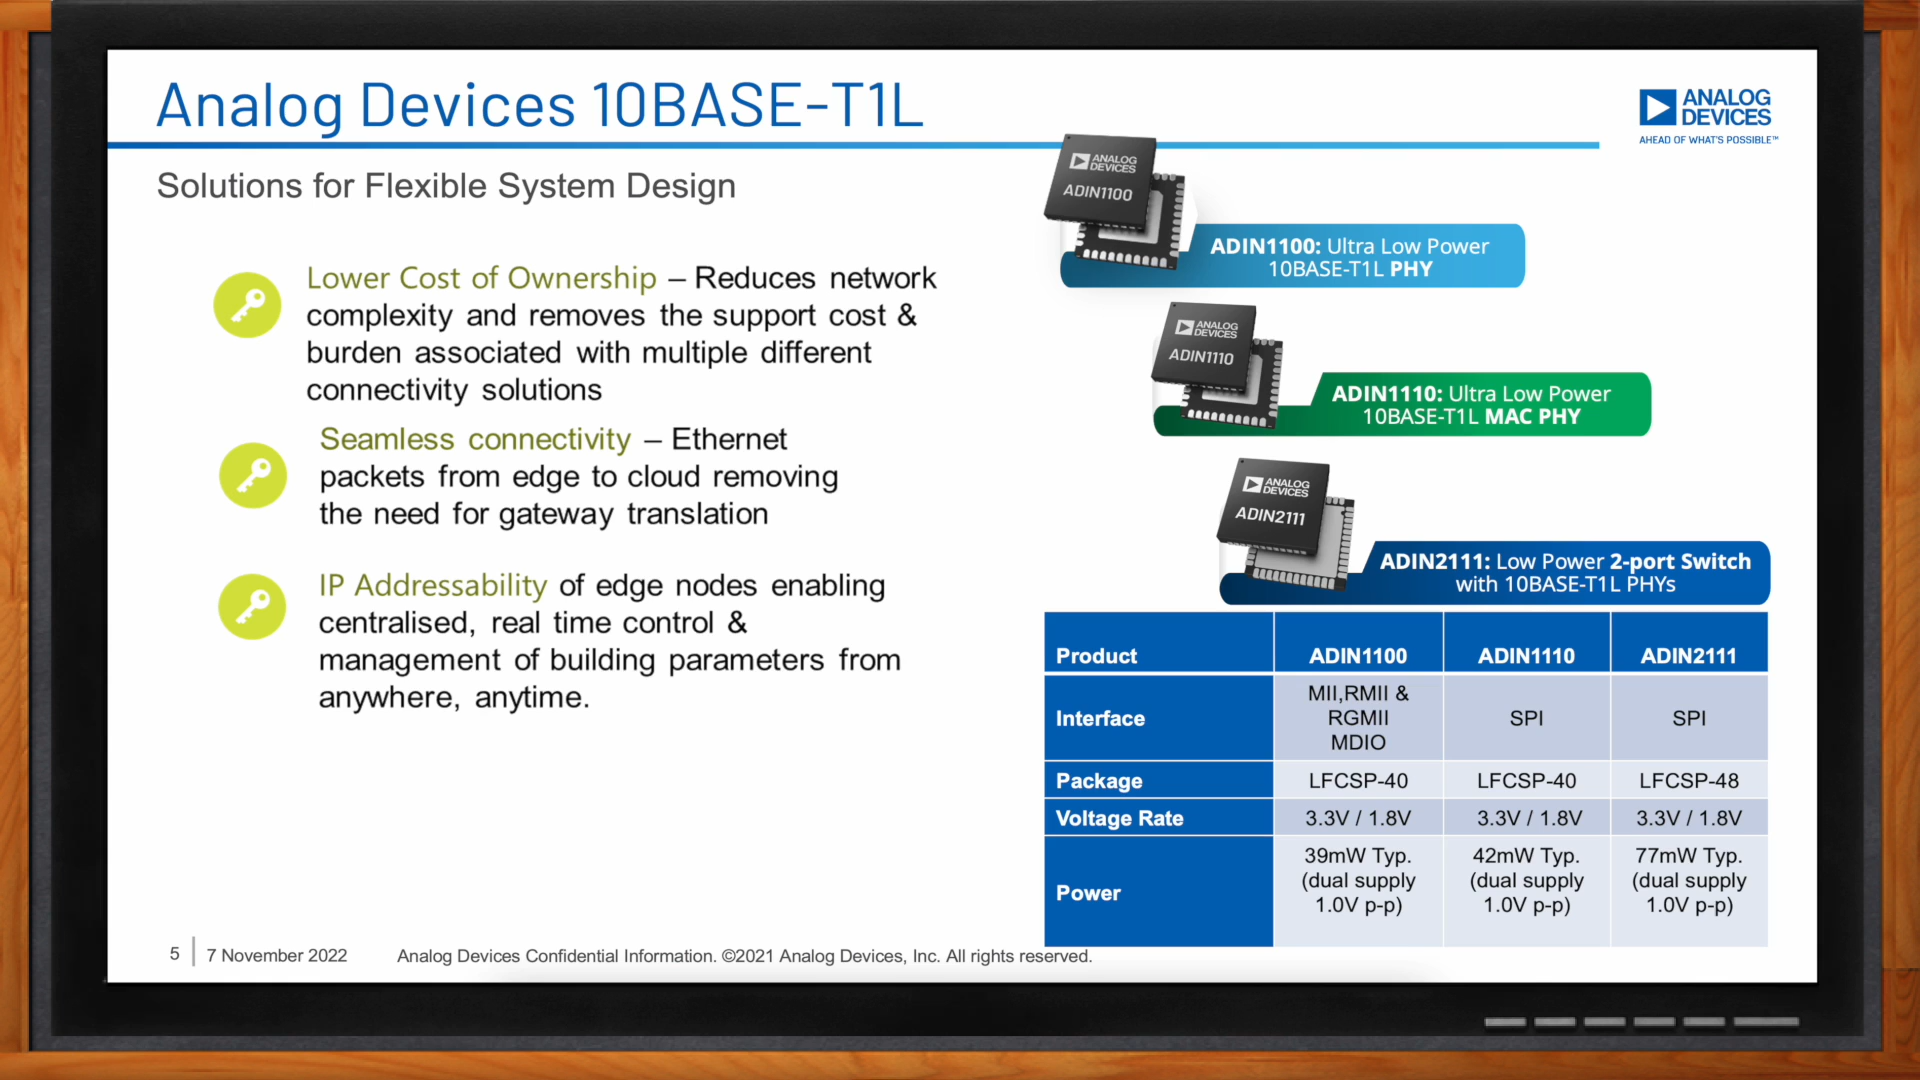 Analog Devices 10BASE-T1L
ANALOG
DEVICES
AHEAD OF WHAT'S POSSIBLE™
Solutions for Flexible System Design
Lower Cost of Ownership – Reduces network
complexity and removes the support cost &
burden associated with multiple different
connectivity solutions
Seamless connectivity – Ethernet
packets from edge to cloud removing
the need for gateway translation
IP Addressability of edge nodes enabling
centralised, real time control &
management of building parameters from
anywhere, anytime.
ANALOG
DEVICES
ADIN1100
ADIN1100: Ultra Low Power
10BASE-T1L PHY
ANALOG
DEVICES
ADIN1110
ADIN1110: Ultra Low Power
10BASE-T1L MAC PHY
ANALOG
DEVICES
ADIN2111
ADIN2111: Low Power 2-port Switch
with 10BASE-T1L PHYs
Product ADIN1100 ADIN1110 ADIN2111
Interface MII,RMII & RGMII MDIO SPI SPI
Package LFCSP-40 LFCSP-40 LFCSP-48
Voltage Rate 3.3V / 1.8V 3.3V / 1.8V 3.3V / 1.8V
Power 39mW Typ. (dual supply 1.0V p-p) 42mW Typ. (dual supply 1.0V p-p) 77mW Typ. (dual supply 1.0V p-p)
5 7 November 2022 Analog Devices Confidential Information. ©2021 Analog Devices, Inc. All rights reserved.